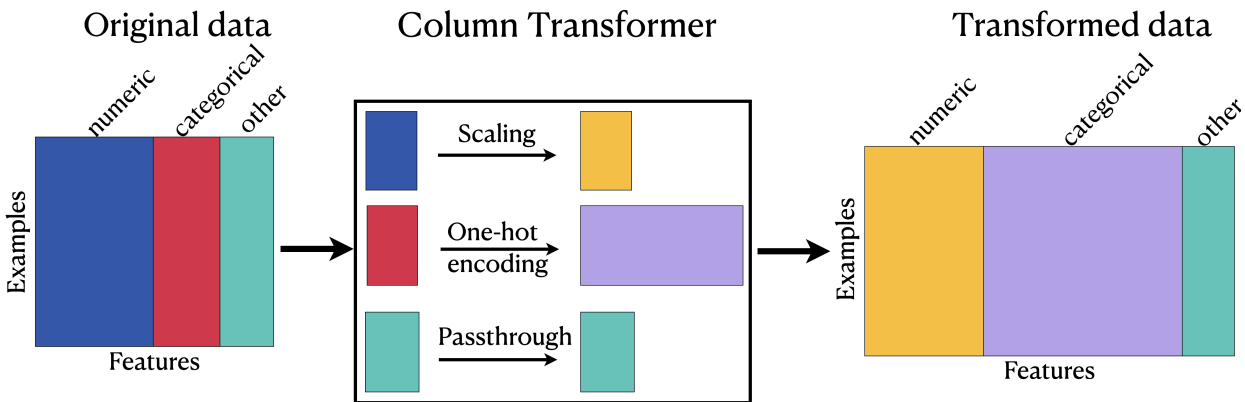 Original data
Column Transformer
Transformed data
numeric
categorical
other
numeric
categorical
other
Scaling
Examples
One-hot
encoding
Examples
Passthrough
Features
Features